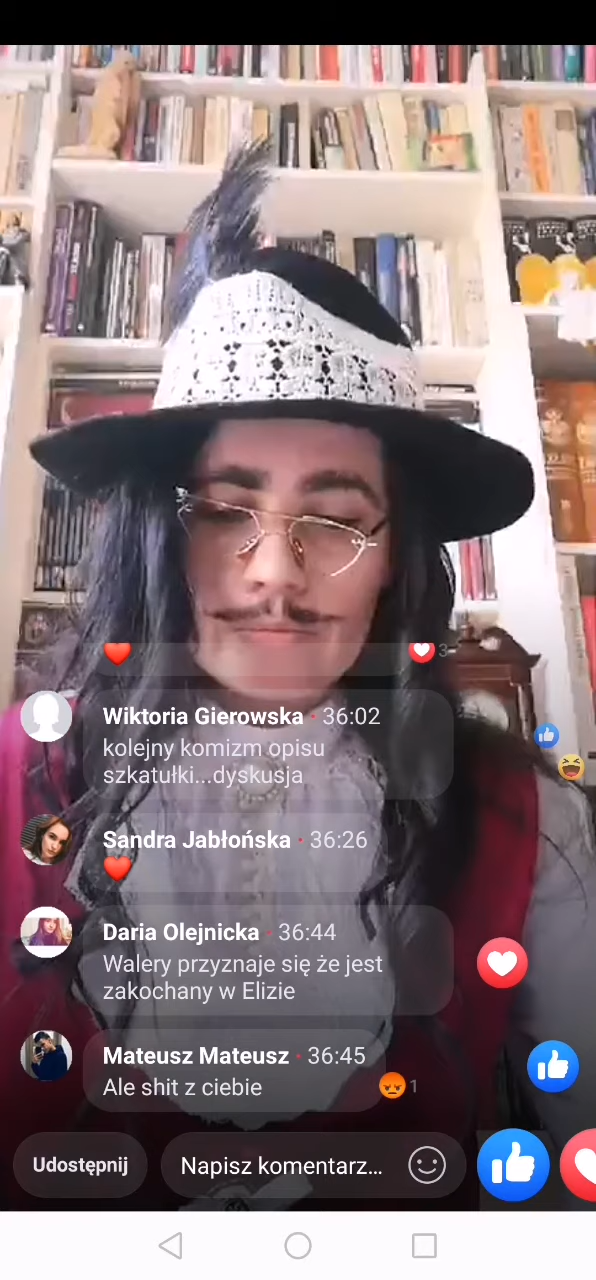 3
Wiktoria Gierowska · 36:02
kolejny komizm opisu
szkatułki...dyskusja
Sandra Jabłońska · 36:26
Daria Olejnicka · 36:44
Walery przyznaje się że jest
zakochany w Elizie
Mateusz Mateusz · 36:45
Ale shit z ciebie
1
Udostępnij
Napisz komentarz...